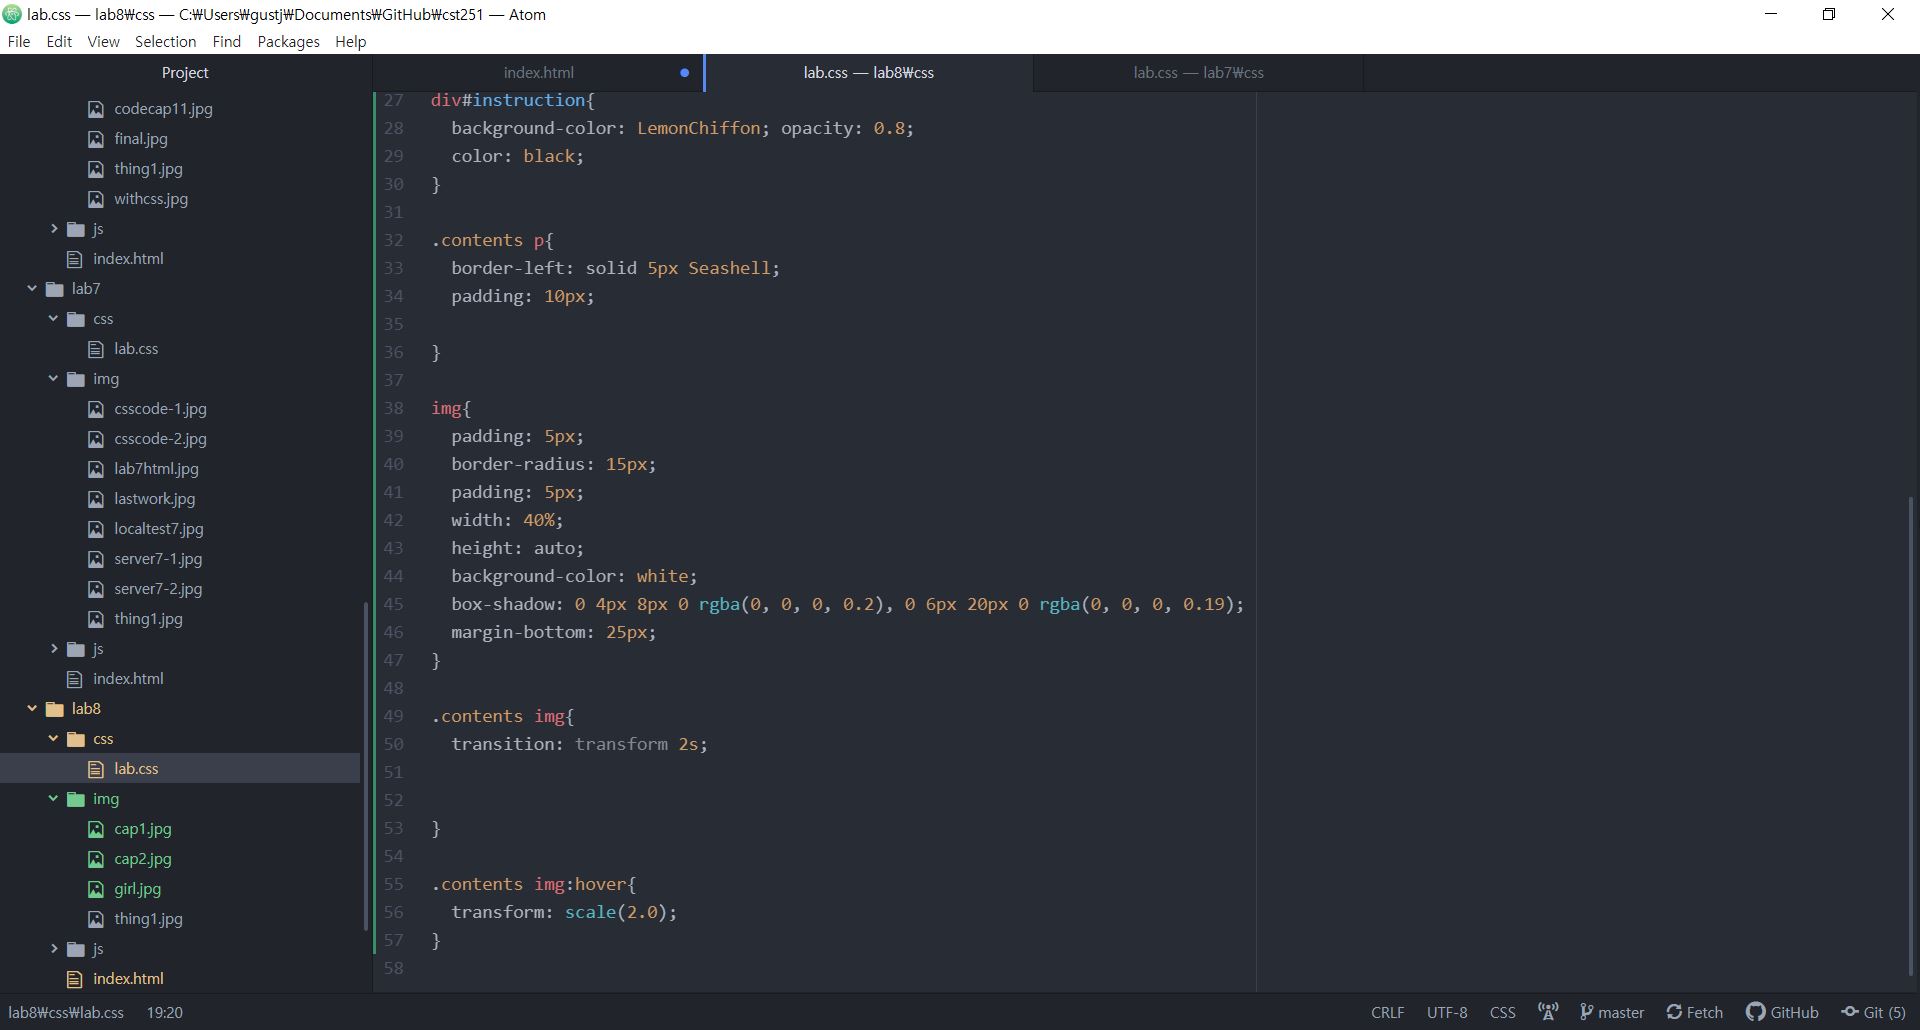 lab.css — lab8₩css — C:₩Users₩gustj₩Documents₩GitHub₩cst251 — Atom
File Edit View Selection Find Packages Help
Project
codecap11.jpg
final.jpg
thing1.jpg
withcss.jpg
js
index.html
lab7
css
lab.css
img
csscode-1.jpg
csscode-2.jpg
lab7html.jpg
lastwork.jpg
localtest7.jpg
server7-1.jpg
server7-2.jpg
thing1.jpg
js
index.html
lab8
css
lab.css
img
cap1.jpg
cap2.jpg
girl.jpg
thing1.jpg
js
index.html
index.html
lab.css — lab8₩css
lab.css — lab7₩css
27 div#instruction{
28 background-color: LemonChiffon; opacity: 0.8;
29 color: black;
30 }
31
32 .contents p{
33 border-left: solid 5px Seashell;
34 padding: 10px;
35
36 }
37
38 img{
39 padding: 5px;
40 border-radius: 15px;
41 padding: 5px;
42 width: 40%;
43 height: auto;
44 background-color: white;
45 box-shadow: 0 4px 8px 0 rgba(0, 0, 0, 0.2), 0 6px 20px 0 rgba(0, 0, 0, 0.19);
46 margin-bottom: 25px;
47 }
48
49 .contents img{
50 transition: transform 2s;
51
52
53 }
54
55 .contents img:hover{
56 transform: scale(2.0);
57 }
58
lab8₩css₩lab.css 19:20
CRLF UTF-8 CSS master Fetch GitHub Git (5)